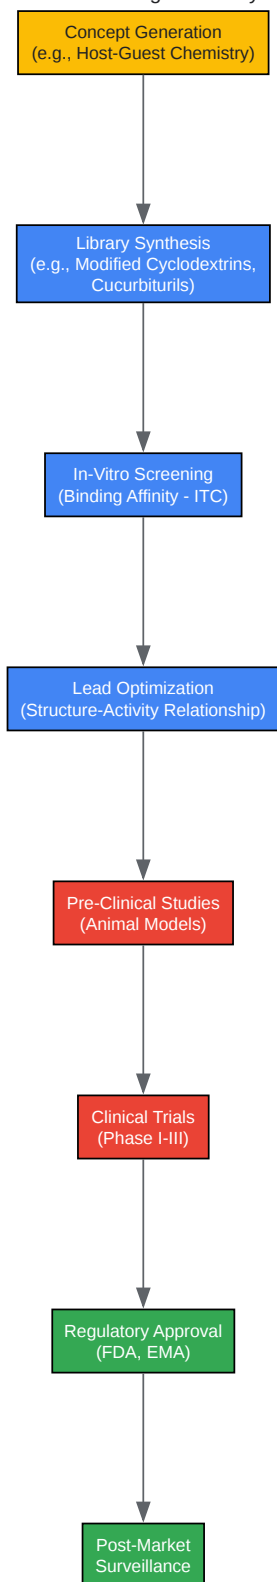 Concept Generation
(e.g., Host-Guest Chemistry)
Library Synthesis
(e.g., Modified Cyclodextrins,
Cucurbiturils)
In-Vitro Screening
(Binding Affinity - ITC)
Lead Optimization
(Structure-Activity Relationship)
Pre-Clinical Studies
(Animal Models)
Clinical Trials
(Phase I-III)
Regulatory Approval
(FDA, EMA)
Post-Market
Surveillance